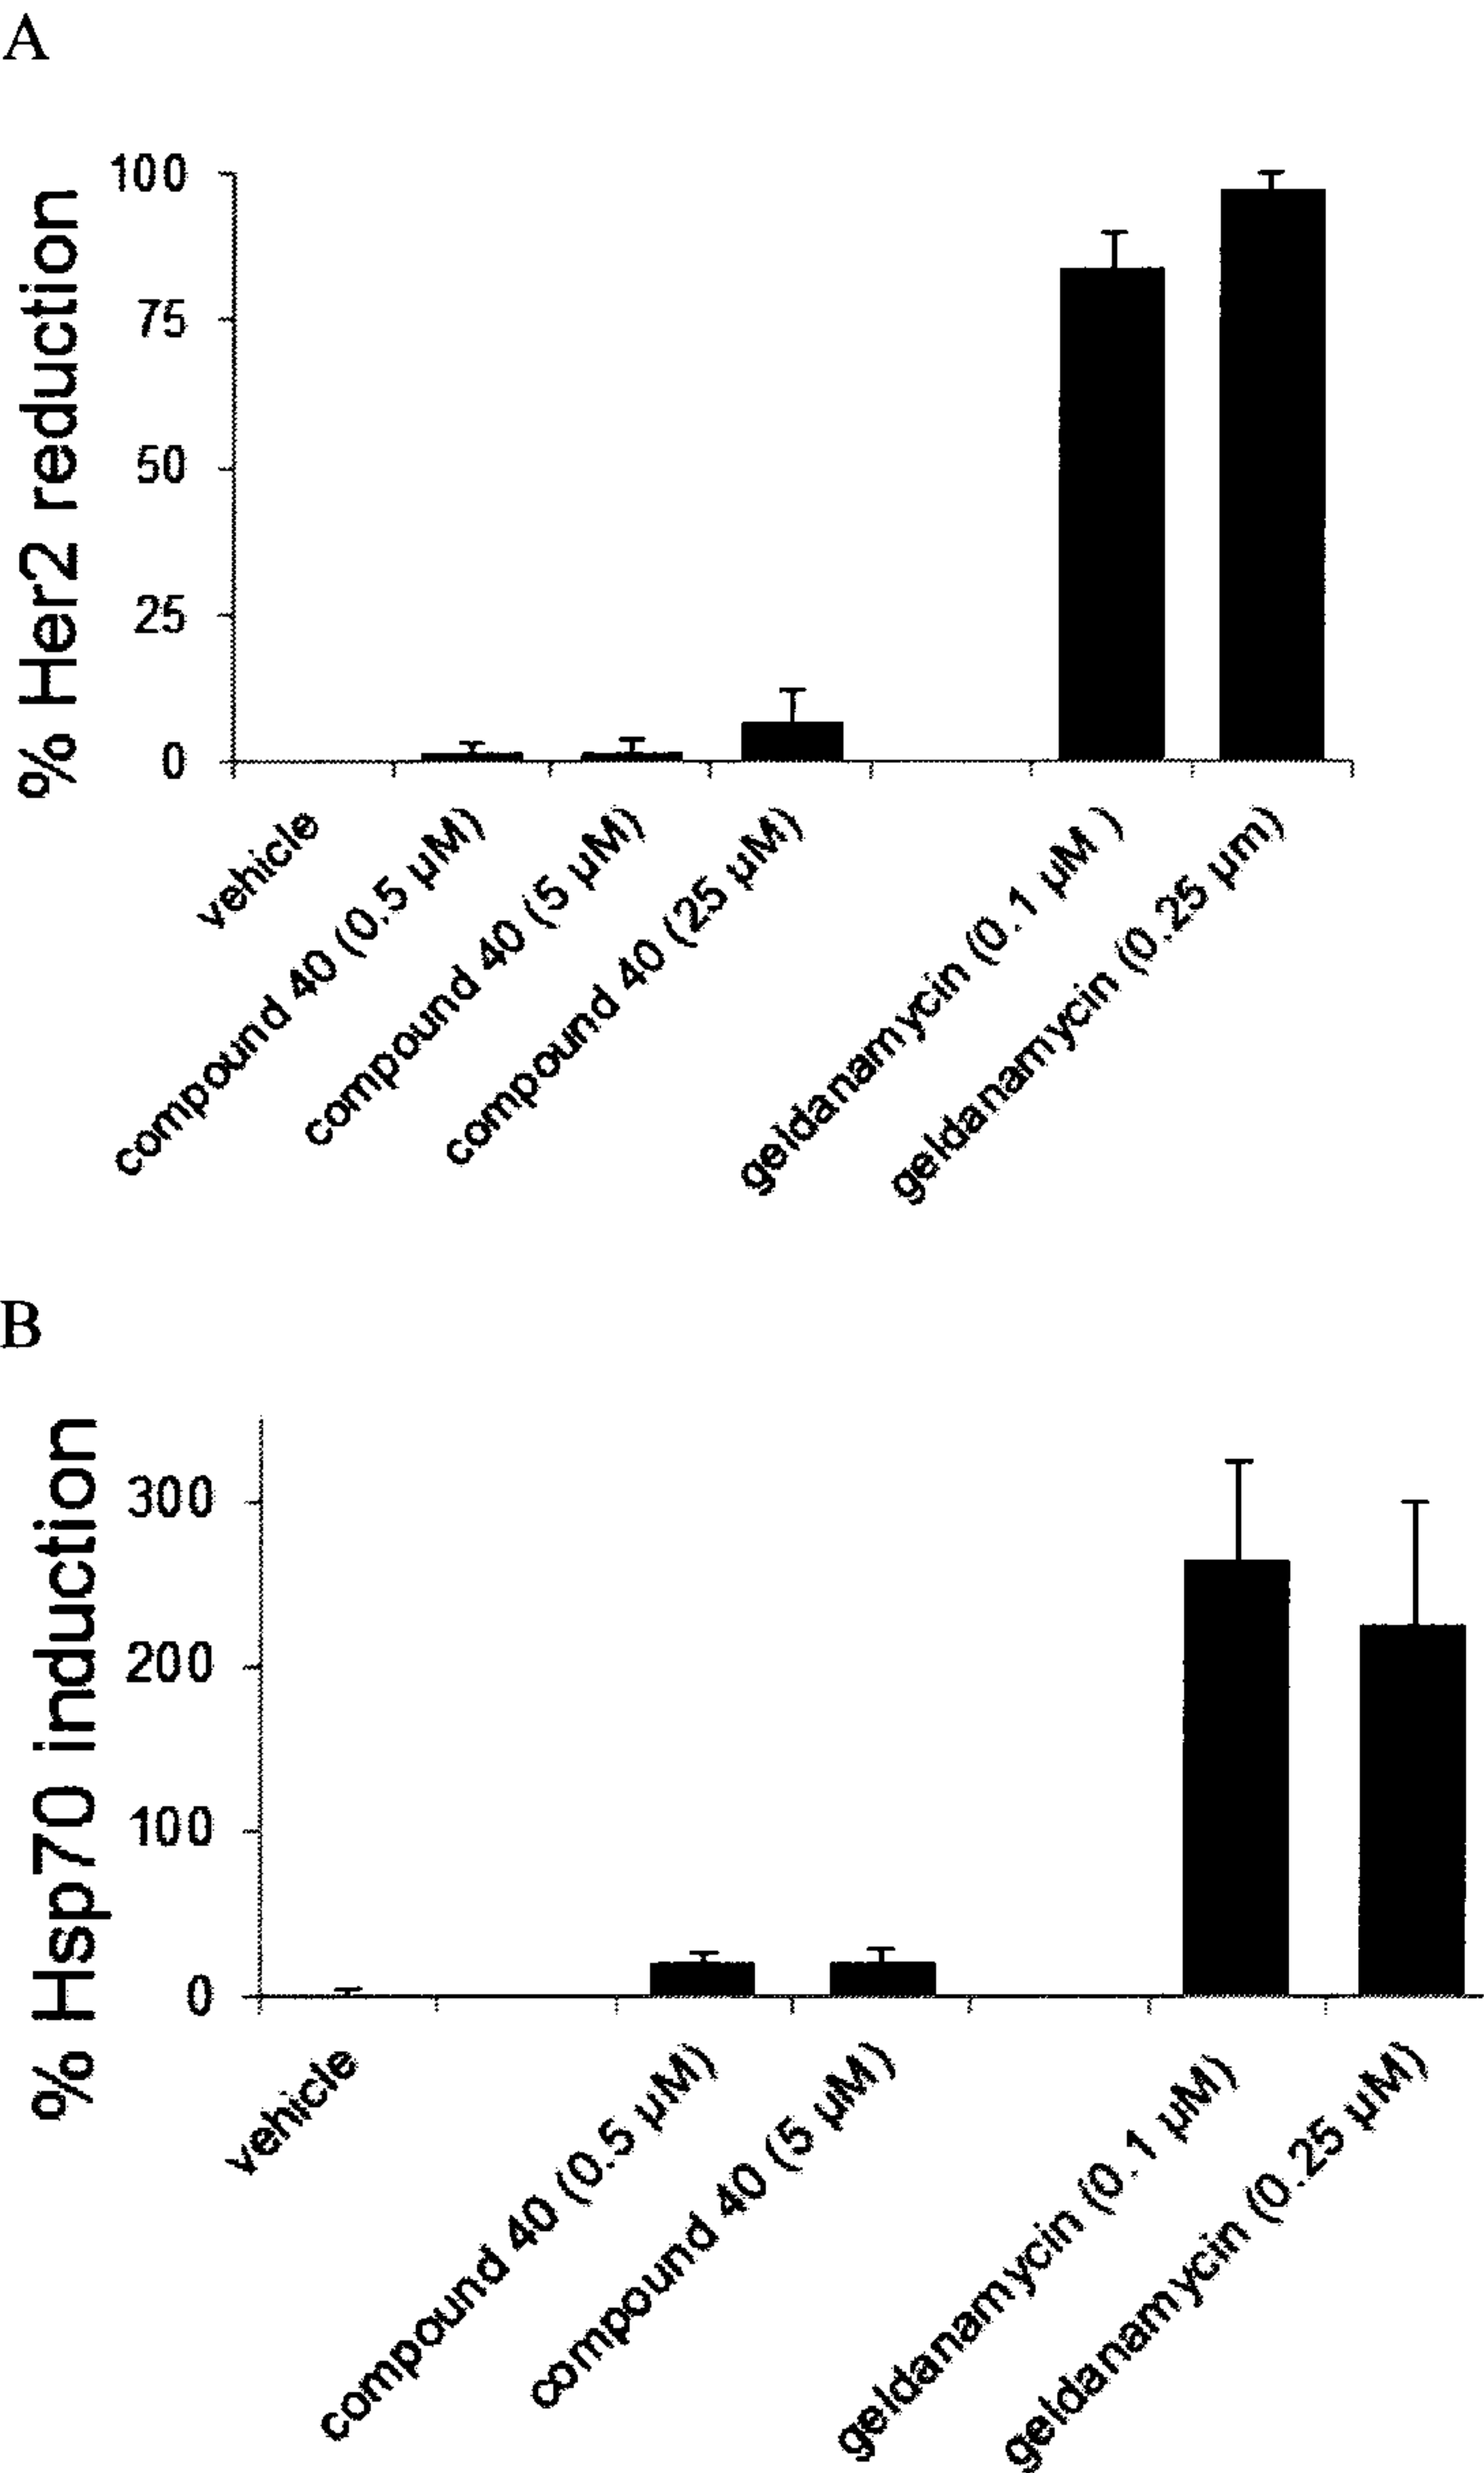 A
% Her2 reduction
100
75
50
25
0
vehicle
compound 40 (0.5 µM)
compound 40 (5 µM)
compound 40 (25 µM)
geldanamycin (0.1 µM )
geldanamycin (0.25 µm)
B
% Hsp70 induction
300
200
100
0
vehicle
compound 40 (0.5 µM)
compound 40 (5 µM)
geldanamycin (0.1 µM)
geldanamycin (0.25 µM)